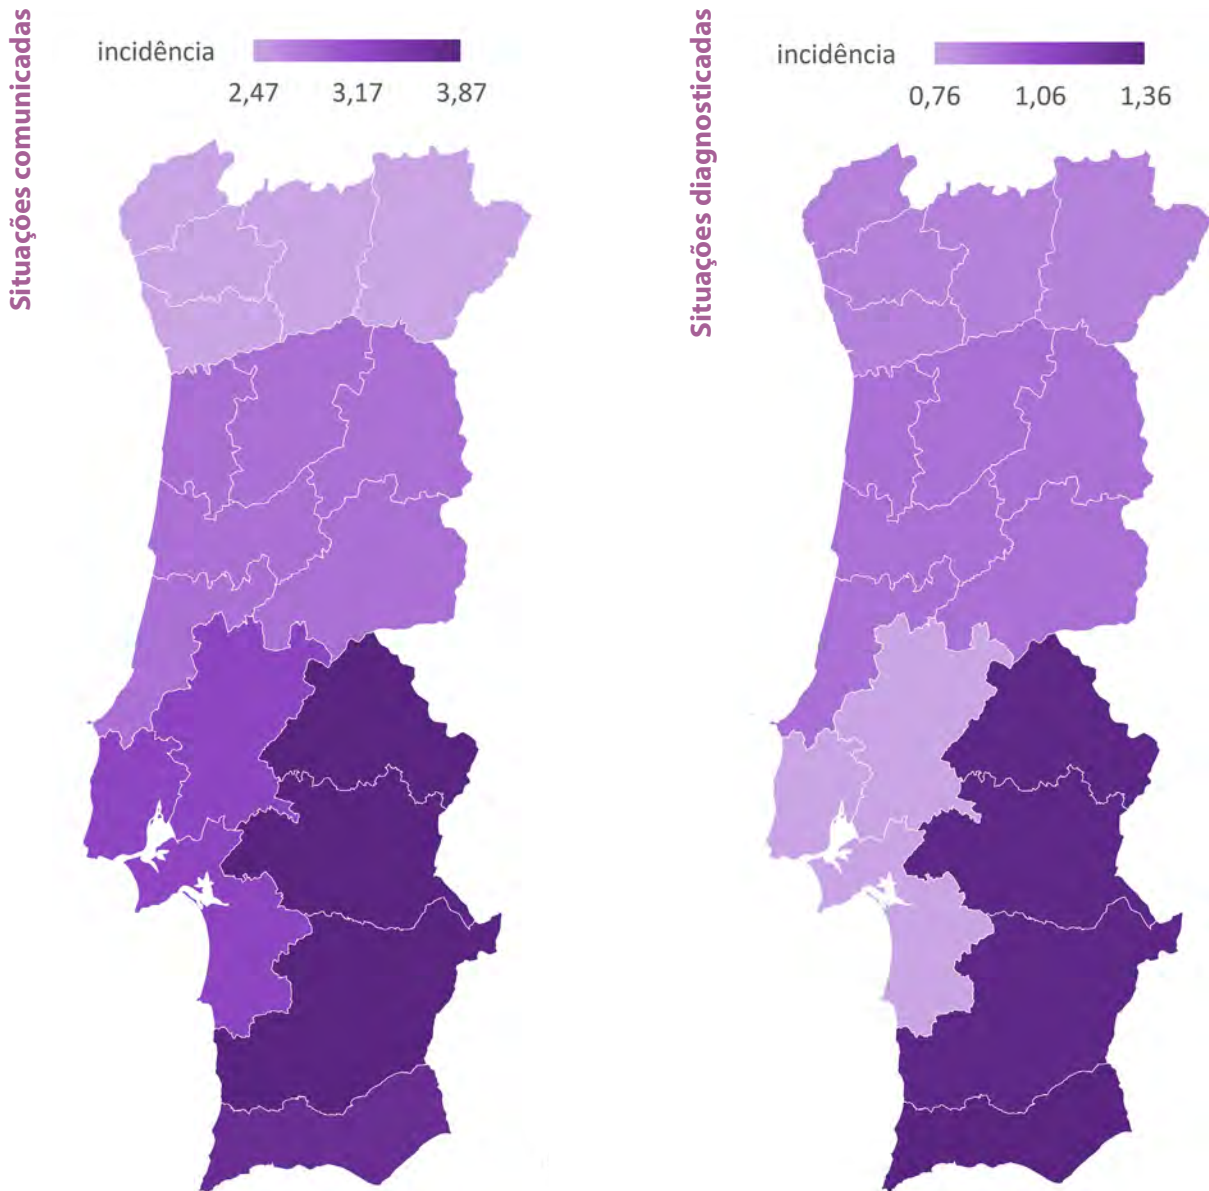 Situações comunicadas
incidência
2,47 3,17 3,87
Situações diagnosticadas
incidência
0,76 1,06 1,36